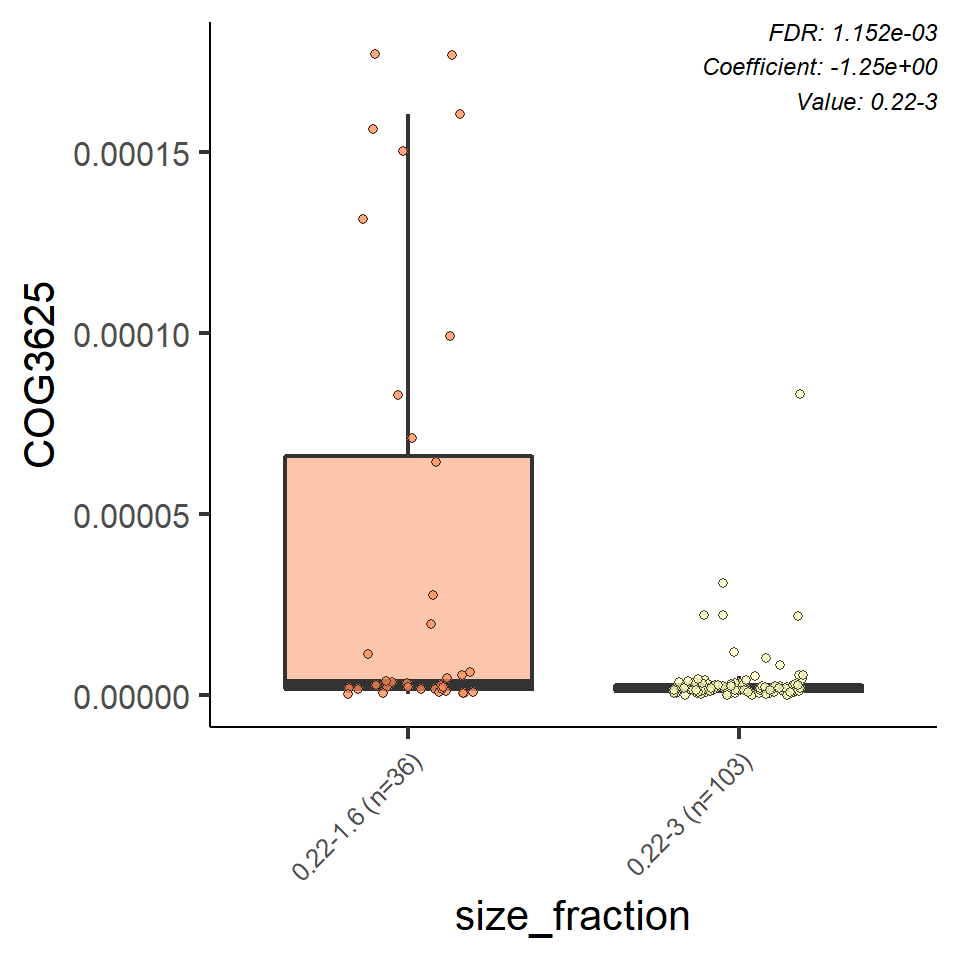 FDR: 1.152e-03
Coefficient: -1.25e+00
Value: 0.22-3
COG3625
0.00015
0.00010
0.00005
0.00000
0.22-1.6 (n=36)
0.22-3 (n=103)
size_fraction